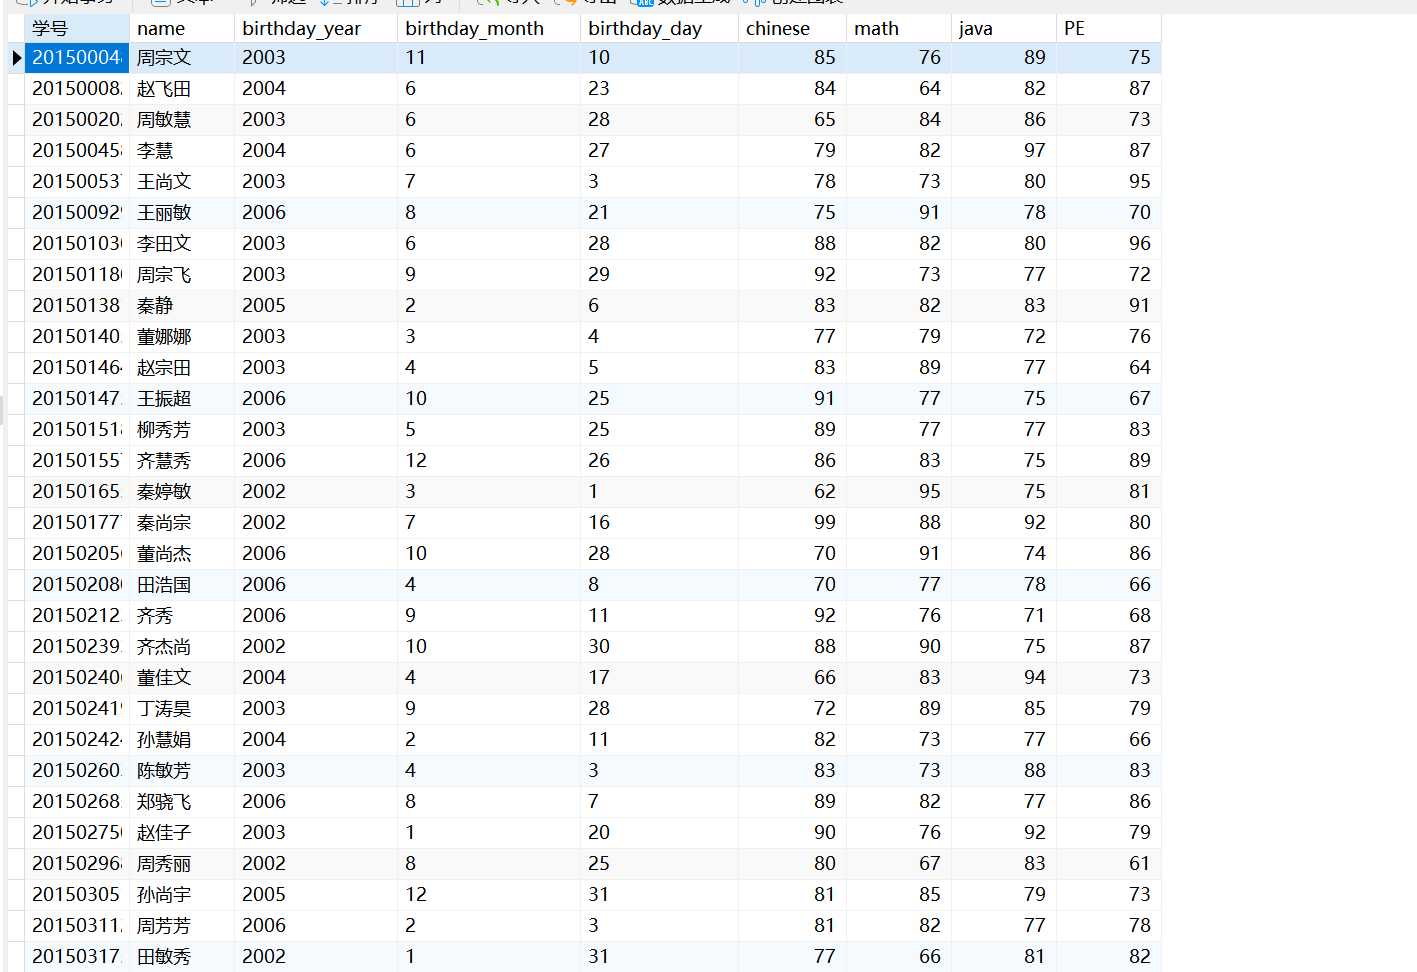 学号 name birthday_year birthday_month birthday_day chinese math java PE
20150004 周宗文 2003 11 10 85 76 89 75
20150008 赵飞田 2004 6 23 84 64 82 87
20150020 周敏慧 2003 6 28 65 84 86 73
20150045 李慧 2004 6 27 79 82 97 87
20150053 王尚文 2003 7 3 78 73 80 95
20150092 王丽敏 2006 8 21 75 91 78 70
20150103 李田文 2003 6 28 88 82 80 96
20150118 周宗飞 2003 9 29 92 73 77 72
20150138 秦静 2005 2 6 83 82 83 91
20150140 董娜娜 2003 3 4 77 79 72 76
20150146 赵宗田 2003 4 5 83 89 77 64
20150147 王振超 2006 10 25 91 77 75 67
20150151 柳秀芳 2003 5 25 89 77 77 83
20150155 齐慧秀 2006 12 26 86 83 75 89
20150165 秦婷敏 2002 3 1 62 95 75 81
20150177 秦尚宗 2002 7 16 99 88 92 80
20150205 董尚杰 2006 10 28 70 91 74 86
20150208 田浩国 2006 4 8 70 77 78 66
20150212 齐秀 2006 9 11 92 76 71 68
20150239 齐杰尚 2002 10 30 88 90 75 87
20150240 董佳文 2004 4 17 66 83 94 73
20150241 丁涛昊 2003 9 28 72 89 85 79
20150242 孙慧娟 2004 2 11 82 73 77 66
20150260 陈敏芳 2003 4 3 83 73 88 83
20150268 郑骁飞 2006 8 7 89 82 77 86
20150275 赵佳子 2003 1 20 90 76 92 79
20150296 周秀丽 2002 8 25 80 67 83 61
20150305 孙尚宇 2005 12 31 81 85 79 73
20150311 周芳芳 2006 2 3 81 82 77 78
20150317 田敏秀 2002 1 31 77 66 81 82